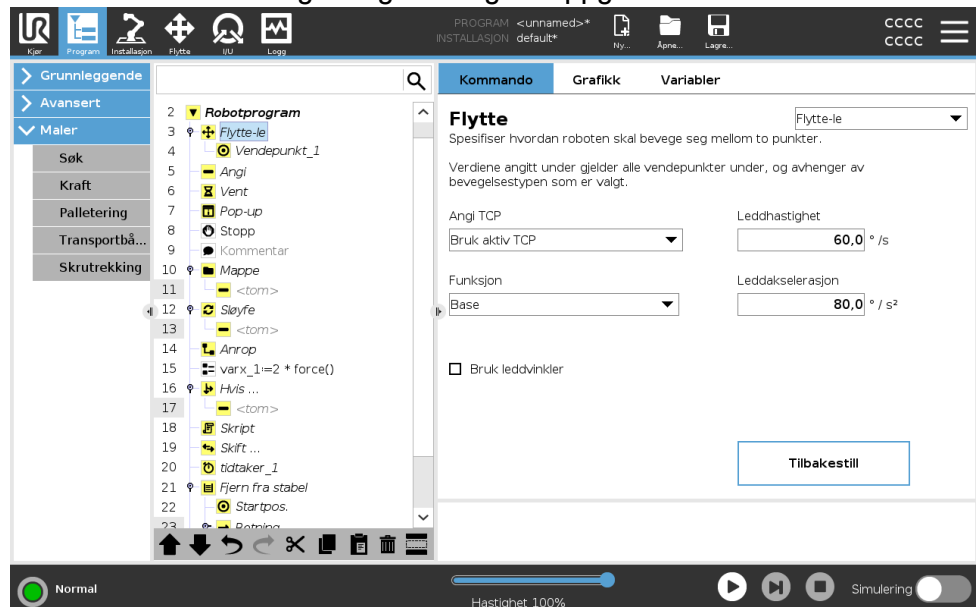 PROGRAM <unnamed>*
INSTALLASJON default*
Kjør
Program
Installasjon
Flytte
I/U
Logg
Ny...
Åpne...
Lagre...
CCCC
CCCC
Grunnleggende
Avansert
Maler
Søk
Kraft
Palletering
Transportbå...
Skrutrekking
2 Robotprogram
3 Flytte-le
4 Vendepunkt_1
5 Angi
6 Vent
7 Pop-up
8 Stopp
9 Kommentar
10 Mappe
11 <tom>
12 Sløyfe
13 <tom>
14 Anrop
15 varx_1:=2 * force()
16 Hvis ...
17 <tom>
18 Skript
19 Skift ...
20 tidtaker_1
21 Fjern fra stabel
22 Startpos.
23 Retning
Kommando
Grafikk
Variabler
Flytte
Flytte-le
Spesifiser hvordan roboten skal bevege seg mellom to punkter.
Verdiene angitt under gjelder alle vendepunkter under, og avhenger av
bevegelsestypen som er valgt.
Angi TCP
Leddhastighet
Bruk aktiv TCP
60,0 ° /s
Funksjon
Leddakselerasjon
Base
80,0 ° / s²
Bruk leddvinkler
Tilbakestill
Normal
Hastighet 100%
Simulering